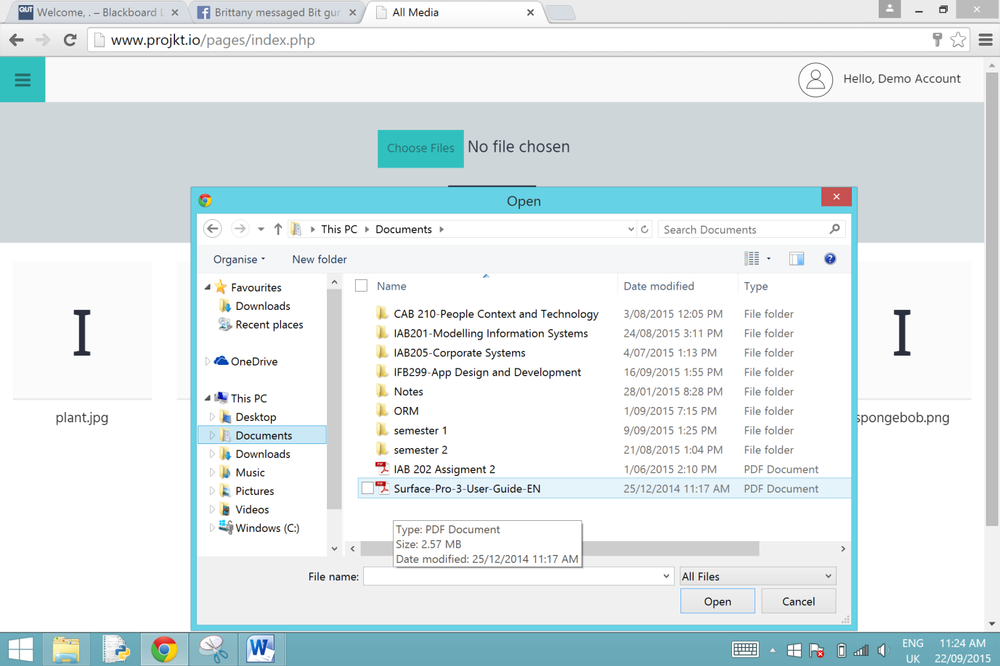 QUT Welcome, . – Blackboard L
Brittany messaged Bit gur
All Media
www.projkt.io/pages/index.php
Hello, Demo Account
Choose Files No file chosen
Open
This PC Documents
Search Documents
Organise New folder
Name Date modified Type
Favourites
Downloads
Recent places
OneDrive
This PC
Desktop
Documents
Downloads
Music
Pictures
Videos
Windows (C:)
CAB 210-People Context and Technology 3/08/2015 12:05 PM File folder
IAB201-Modelling Information Systems 24/08/2015 3:11 PM File folder
IAB205-Corporate Systems 4/07/2015 1:13 PM File folder
IFB299-App Design and Development 16/09/2015 1:55 PM File folder
Notes 28/01/2015 8:28 PM File folder
ORM 1/09/2015 7:15 PM File folder
semester 1 9/09/2015 1:25 PM File folder
semester 2 21/08/2015 1:04 PM File folder
IAB 202 Assigment 2 1/06/2015 2:10 PM PDF Document
Surface-Pro-3-User-Guide-EN 25/12/2014 11:17 AM PDF Document
Type: PDF Document
Size: 2.57 MB
Date modified: 25/12/2014 11:17 AM
File name:
All Files
Open Cancel
I
plant.jpg
I
spongebob.png
ENG
UK
11:24 AM
22/09/2015